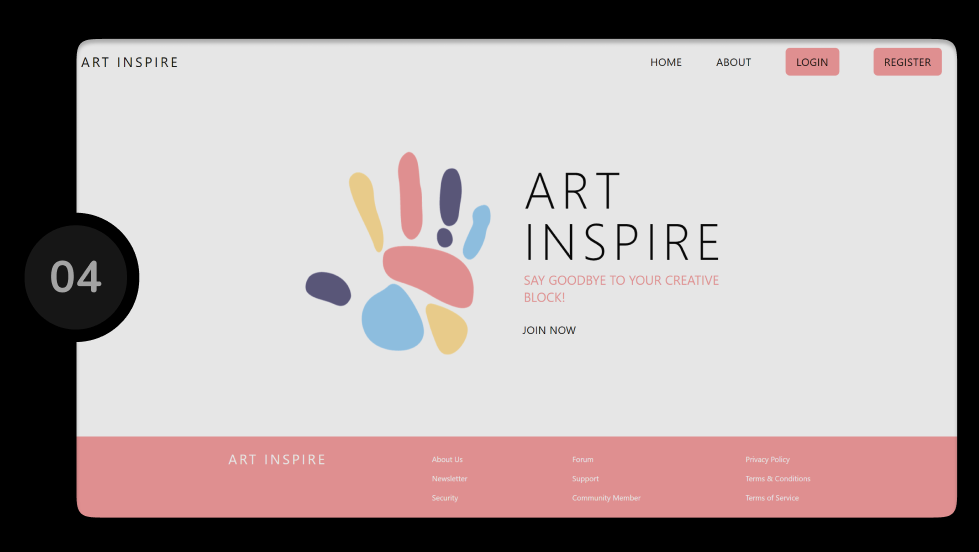 ART INSPIRE
HOME
ABOUT
LOGIN
REGISTER
04
ART
INSPIRE
SAY GOODBYE TO YOUR CREATIVE
BLOCK!
JOIN NOW
ART INSPIRE
About Us
Newsletter
Security
Forum
Support
Community Member
Privacy Policy
Terms & Conditions
Terms of Service